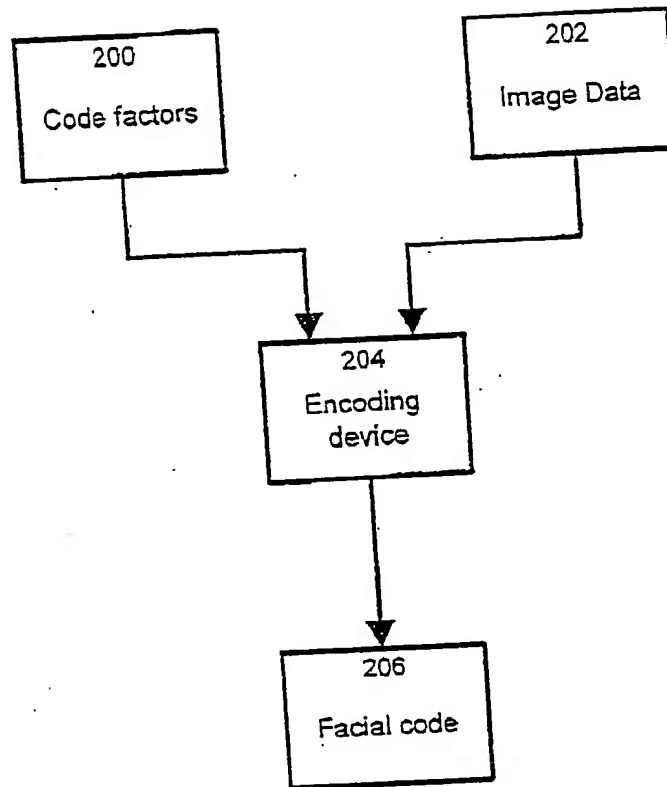 200
Code factors
202
Image Data
204
Encoding
device
206
Facial code